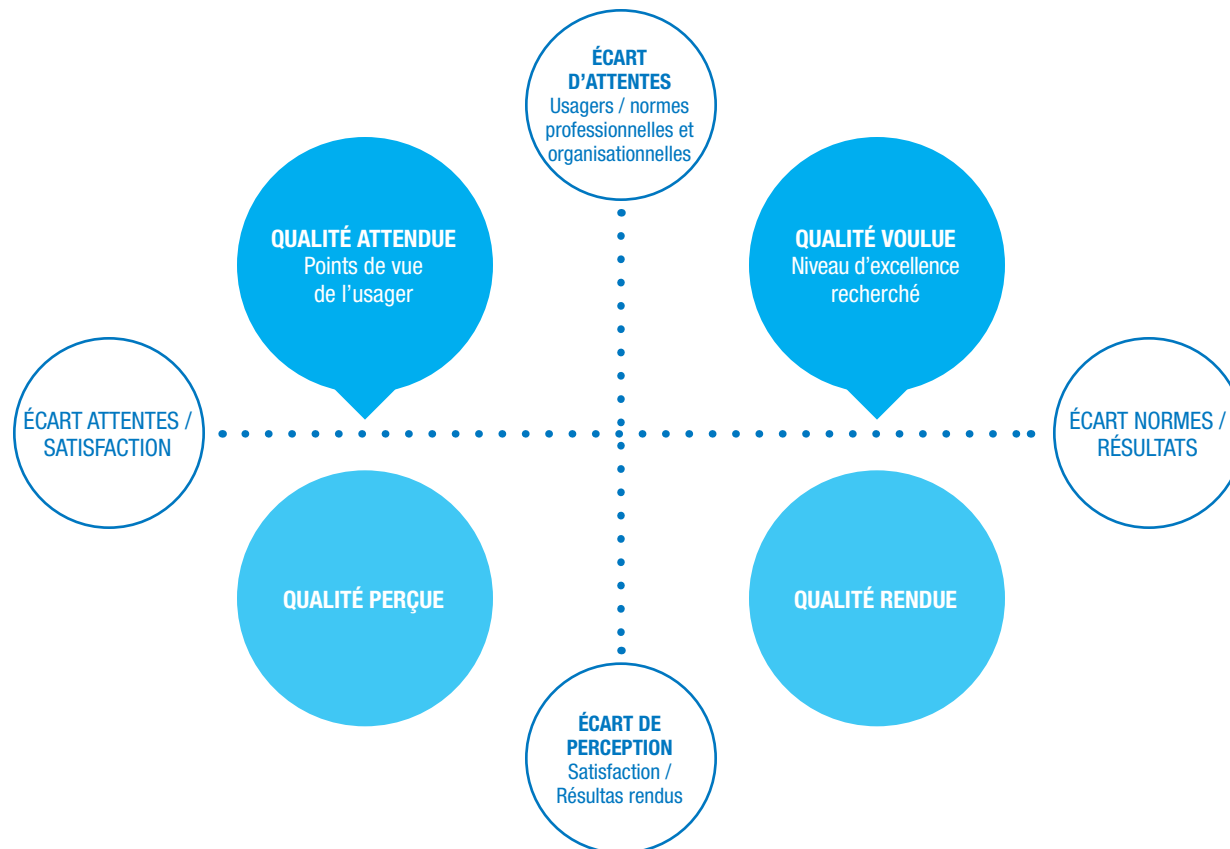 ÉCART
D'ATTENTES
Usagers / normes
professionnelles et
organisationnelles
QUALITÉ ATTENDUE
Points de vue
de l'usager
QUALITÉ VOULUE
Niveau d'excellence
recherché
ÉCART ATTENTES /
SATISFACTION
ÉCART NORMES /
RÉSULTATS
QUALITÉ PERÇUE
QUALITÉ RENDUE
ÉCART DE
PERCEPTION
Satisfaction /
Résultas rendus